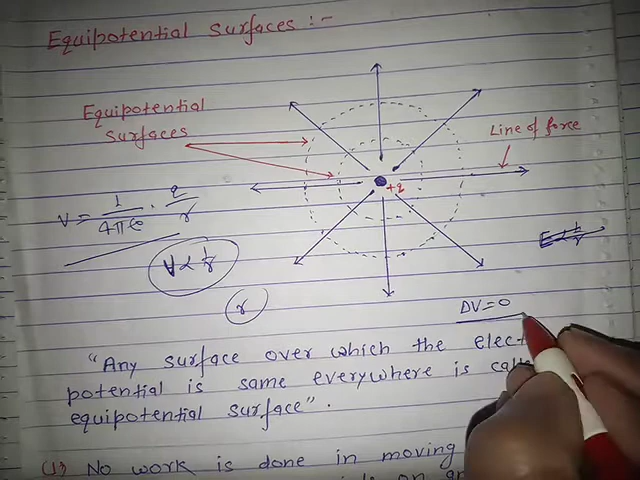 Equipotential Surfaces :-
Equipotential
Surfaces
Line of force
+q
V = 1/4πε₀ · q/r
V ∝ 1/r
E ∝ 1/r
r
ΔV=0
"Any surface over which the elect
potential is same everywhere is call
equipotential surface".
(1) No work is done in moving